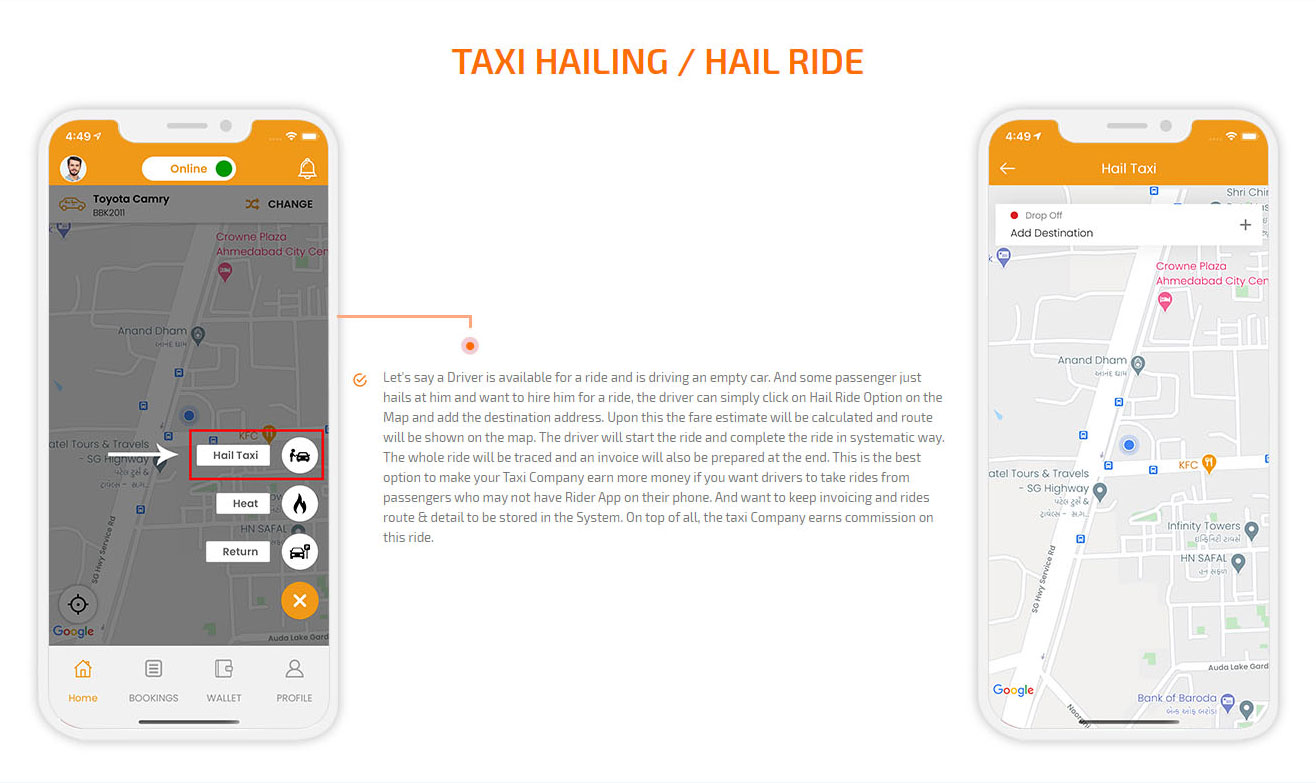 TAXI HAILING / HAIL RIDE
4:49
Online
Toyota Camry
BBK2011
CHANGE
Crowne Plaza
Ahmedabad City Cen
Anand Dham
આનંદ ધામ
KFC
atel Tours & Travels
- SG Highway
પટેલ ટુર્સ &
Hail Taxi
Heat
HN SAFAL
Return
SG Hwy Service Rd
Google
Auda Lake Gard
Home
BOOKINGS
WALLET
PROFILE
Let's say a Driver is available for a ride and is driving an empty car. And some passenger just
hails at him and want to hire him for a ride, the driver can simply click on Hail Ride Option on the
Map and add the destination address. Upon this the fare estimate will be calculated and route
will be shown on the map. The driver will start the ride and complete the ride in systematic way.
The whole ride will be traced and an invoice will also be prepared at the end. This is the best
option to make your Taxi Company earn more money if you want drivers to take rides from
passengers who may not have Rider App on their phone. And want to keep invoicing and rides
route & detail to be stored in the System. On top of all, the taxi Company earns commission on
this ride.
4:49
Hail Taxi
Shri Chir
Drop Off
Add Destination
k
Crowne Plaza
Ahmedabad City Cen
Anand Dham
આનંદ ધામ
KFC
atel Tours & Travels
- SG Highway
પટેલ ટુર્સ &
Infinity Towers
ઇન્ફિનિટી ટાવર્સ
HN SAFAL
SG Hwy Service Rd
Auda Lake Gard
Google
Bank of Baroda
બેન્ક ઑફ બરોડા